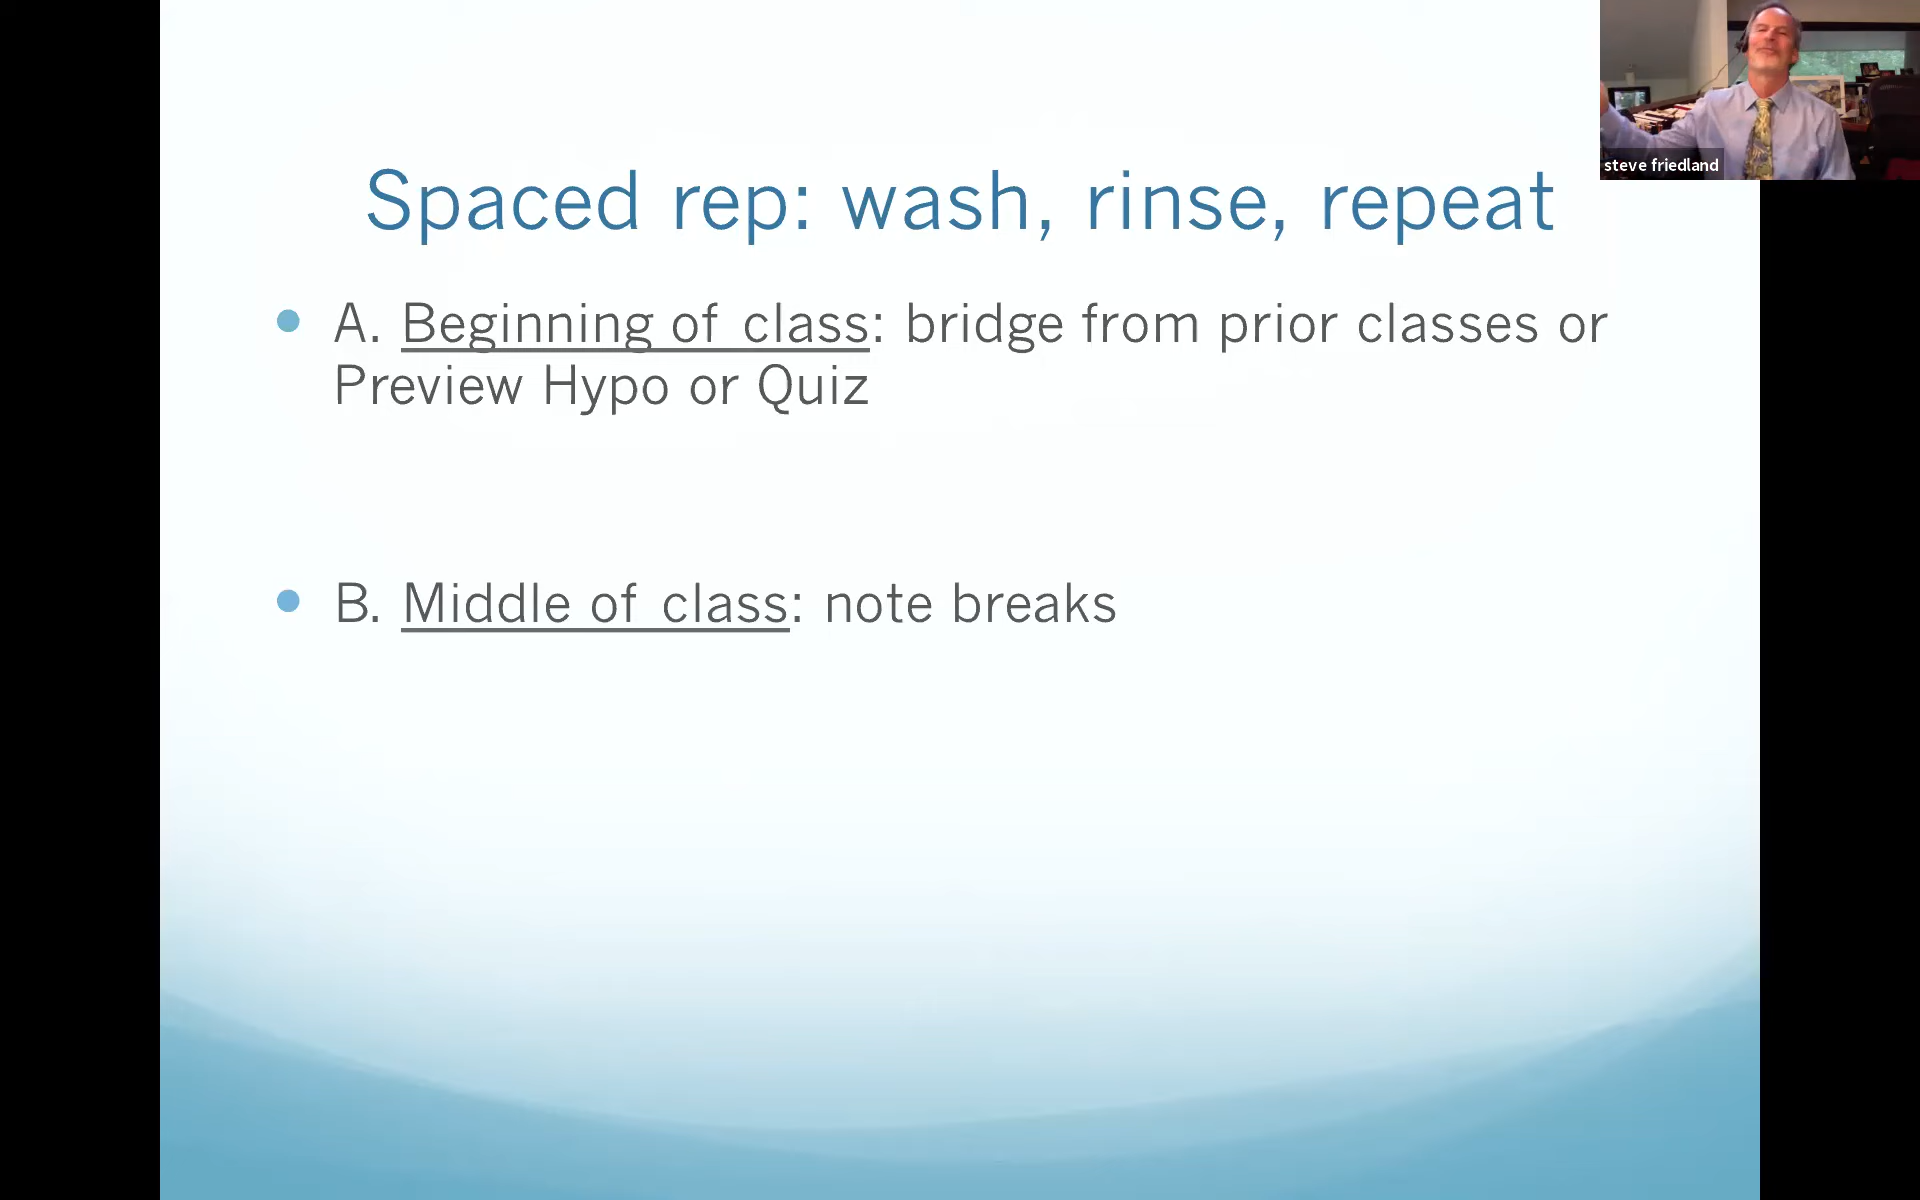 steve friedland
Spaced rep: wash, rinse, repeat
A. Beginning of class: bridge from prior classes or
Preview Hypo or Quiz
B. Middle of class: note breaks